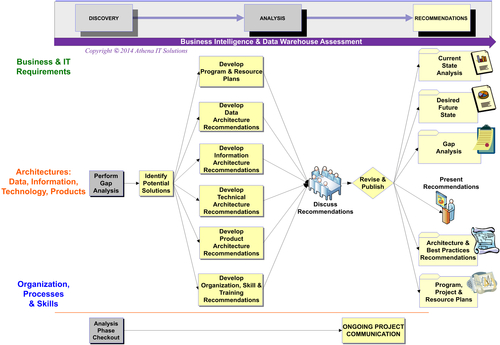 DISCOVERY
ANALYSIS
RECOMMENDATIONS
Business Intelligence & Data Warehouse Assessment
Copyright © 2014 Athena IT Solutions
Business & IT
Requirements
Architectures:
Data, Information,
Technology, Products
Organization,
Processes
& Skills
Perform
Gap
Analysis
Identify
Potential
Solutions
Develop
Program & Resource
Plans
Develop
Data
Architecture
Recommendations
Develop
Information
Architecture
Recommendations
Develop
Technical
Architecture
Recommendations
Develop
Product
Architecture
Recommendations
Develop
Organization, Skill &
Training
Recommendations
Discuss
Recommendations
Revise &
Publish
Current
State
Analysis
Desired
Future
State
Gap
Analysis
Present
Recommendations
Architecture &
Best Practices
Recommendations
Program,
Project &
Resource Plans
Analysis
Phase
Checkout
ONGOING PROJECT
COMMUNICATION